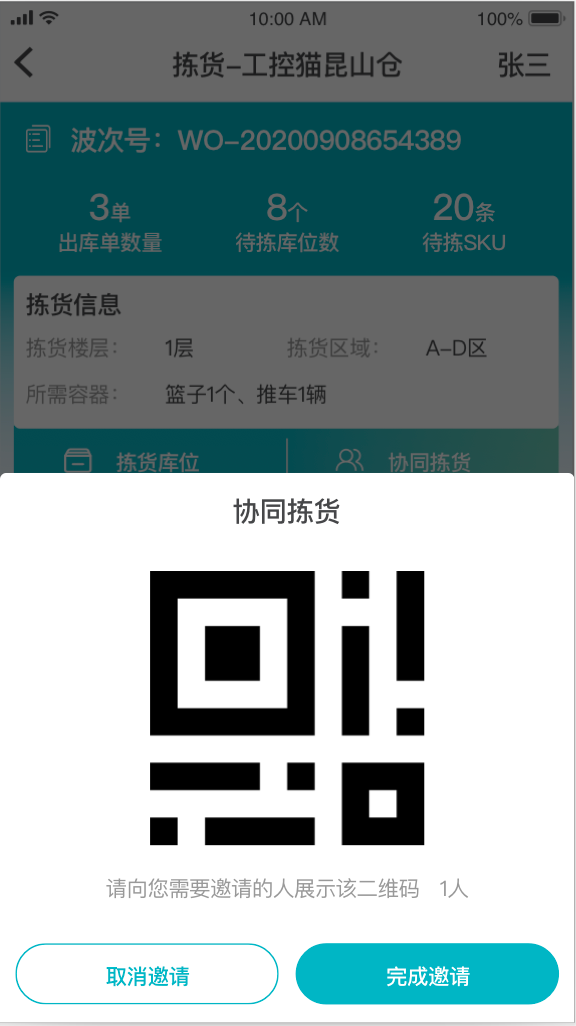 10:00 AM 100%
拣货-工控猫昆山仓 张三
波次号：WO-20200908654389
3单 8个 20条
出库单数量 待拣库位数 待拣SKU
拣货信息
拣货楼层： 1层 拣货区域： A-D区
所需容器： 篮子1个、推车1辆
拣货库位 协同拣货
协同拣货
请向您需要邀请的人展示该二维码 1人
取消邀请 完成邀请